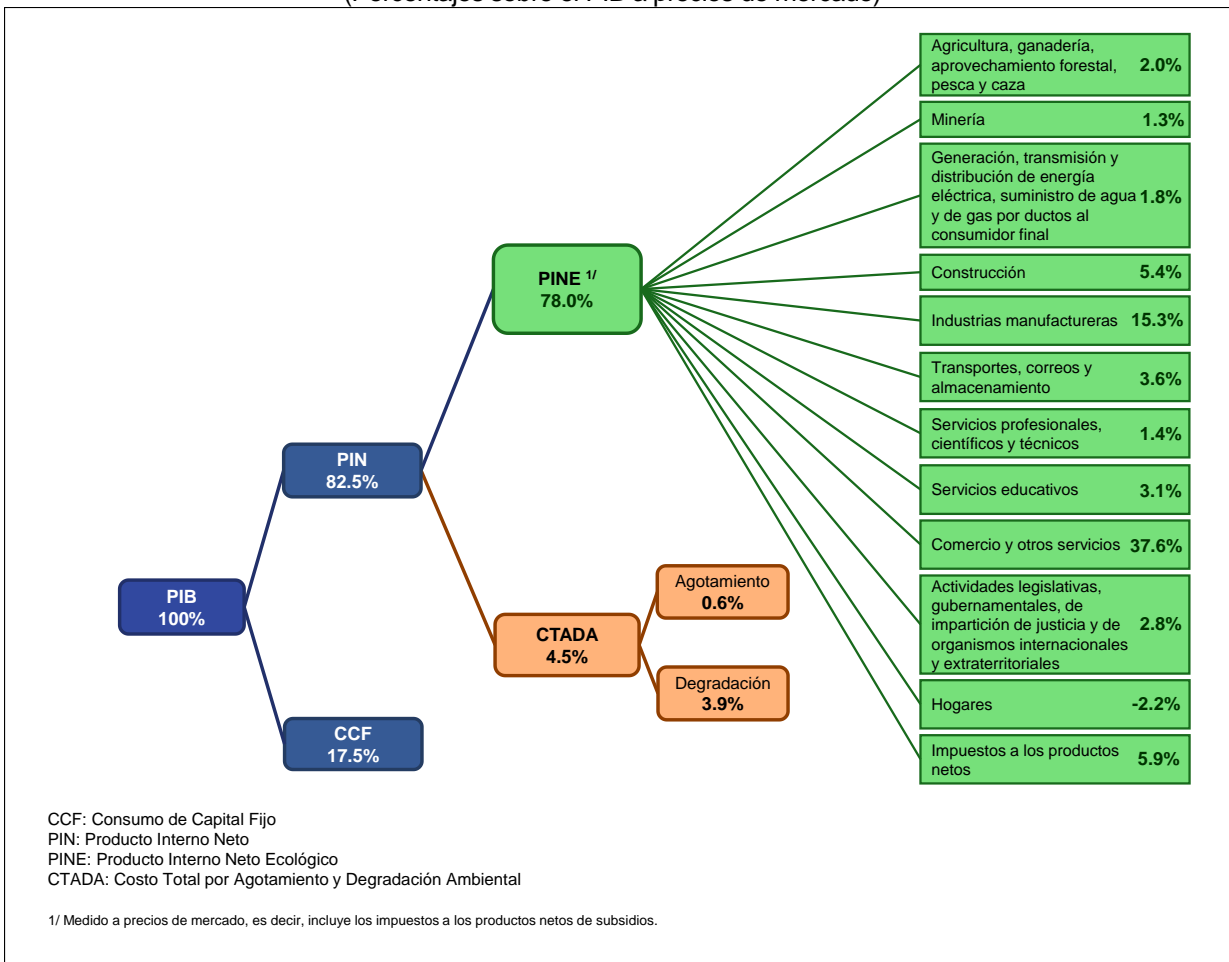 (Porcentajes sobre el PIB a precios de mercado)
Agricultura, ganadería,
aprovechamiento forestal,
pesca y caza
2.0%
Minería
1.3%
Generación, transmisión y
distribución de energía
eléctrica, suministro de agua
y de gas por ductos al
consumidor final
1.8%
PINE 1/
78.0%
Construcción
5.4%
Industrias manufactureras
15.3%
Transportes, correos y
almacenamiento
3.6%
Servicios profesionales,
científicos y técnicos
1.4%
PIN
82.5%
Servicios educativos
3.1%
Comercio y otros servicios
37.6%
Agotamiento
0.6%
PIB
100%
CTADA
4.5%
Actividades legislativas,
gubernamentales, de
impartición de justicia y de
organismos internacionales
y extraterritoriales
2.8%
Degradación
3.9%
Hogares
-2.2%
CCF
17.5%
Impuestos a los productos
netos
5.9%
CCF: Consumo de Capital Fijo
PIN: Producto Interno Neto
PINE: Producto Interno Neto Ecológico
CTADA: Costo Total por Agotamiento y Degradación Ambiental
1/ Medido a precios de mercado, es decir, incluye los impuestos a los productos netos de subsidios.